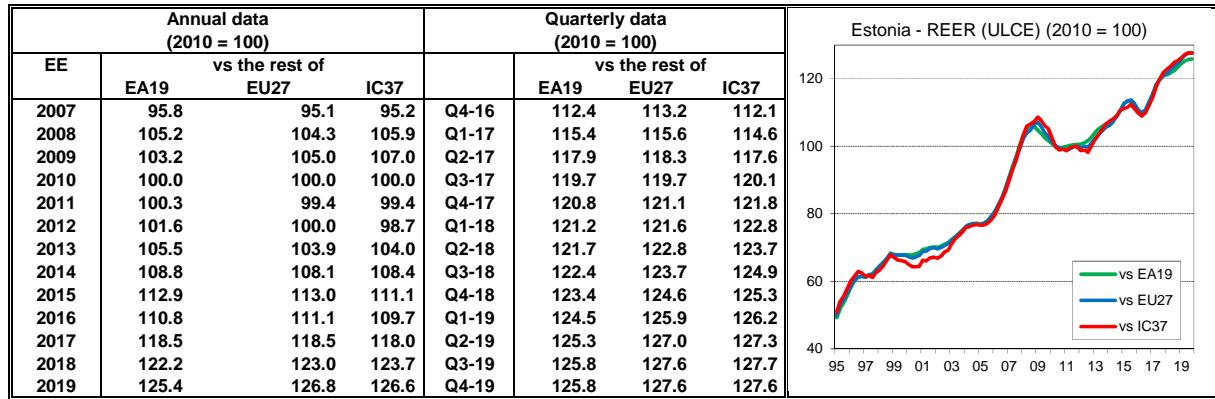 Annual data Quarterly data
(2010 = 100) (2010 = 100)
EE vs the rest of vs the rest of
EA19 EU27 IC37 EA19 EU27 IC37
2007 95.8 95.1 95.2 Q4-16 112.4 113.2 112.1
2008 105.2 104.3 105.9 Q1-17 115.4 115.6 114.6
2009 103.2 105.0 107.0 Q2-17 117.9 118.3 117.6
2010 100.0 100.0 100.0 Q3-17 119.7 119.7 120.1
2011 100.3 99.4 99.4 Q4-17 120.8 121.1 121.8
2012 101.6 100.0 98.7 Q1-18 121.2 121.6 122.8
2013 105.5 103.9 104.0 Q2-18 121.7 122.8 123.7
2014 108.8 108.1 108.4 Q3-18 122.4 123.7 124.9
2015 112.9 113.0 111.1 Q4-18 123.4 124.6 125.3
2016 110.8 111.1 109.7 Q1-19 124.5 125.9 126.2
2017 118.5 118.5 118.0 Q2-19 125.3 127.0 127.3
2018 122.2 123.0 123.7 Q3-19 125.8 127.6 127.7
2019 125.4 126.8 126.6 Q4-19 125.8 127.6 127.6
Estonia - REER (ULCE) (2010 = 100)
120
100
80
60
40
95 97 99 01 03 05 07 09 11 13 15 17 19
vs EA19
vs EU27
vs IC37